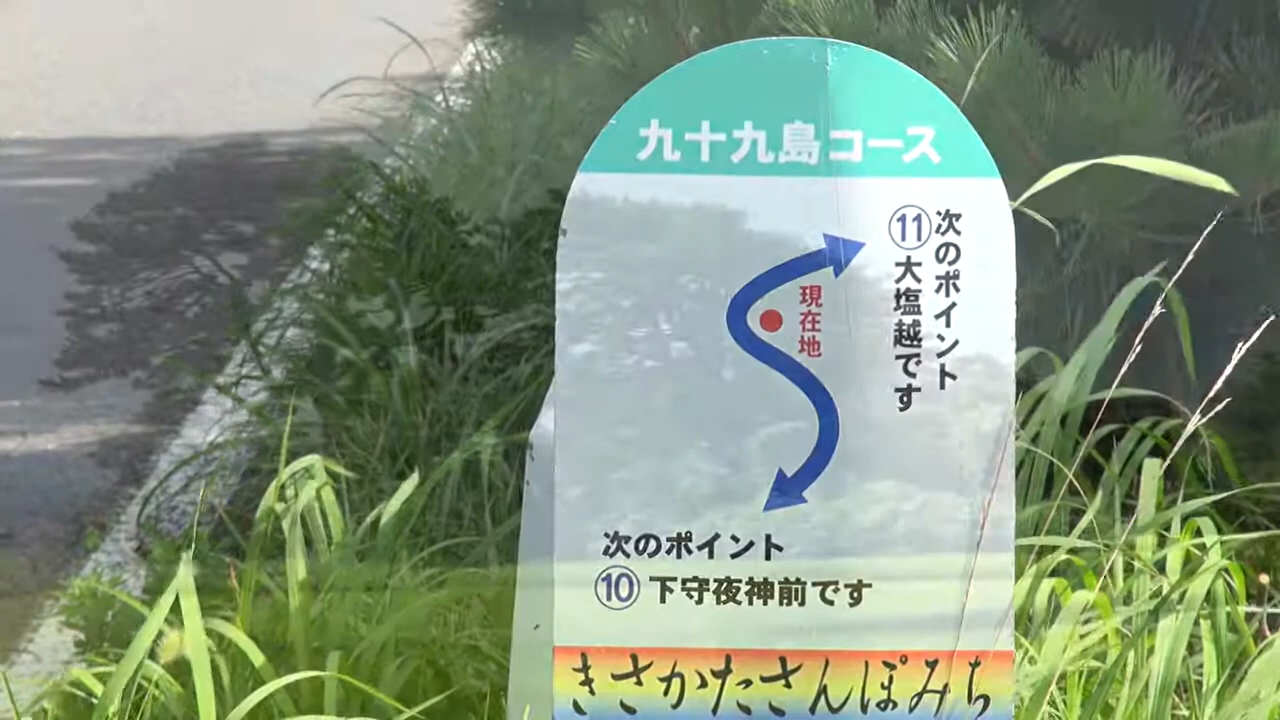 九十九島コース
次のポイント
⑪大塩越です
現在地
次のポイント
⑩ 下守夜神前です
きさかたさんぽみち